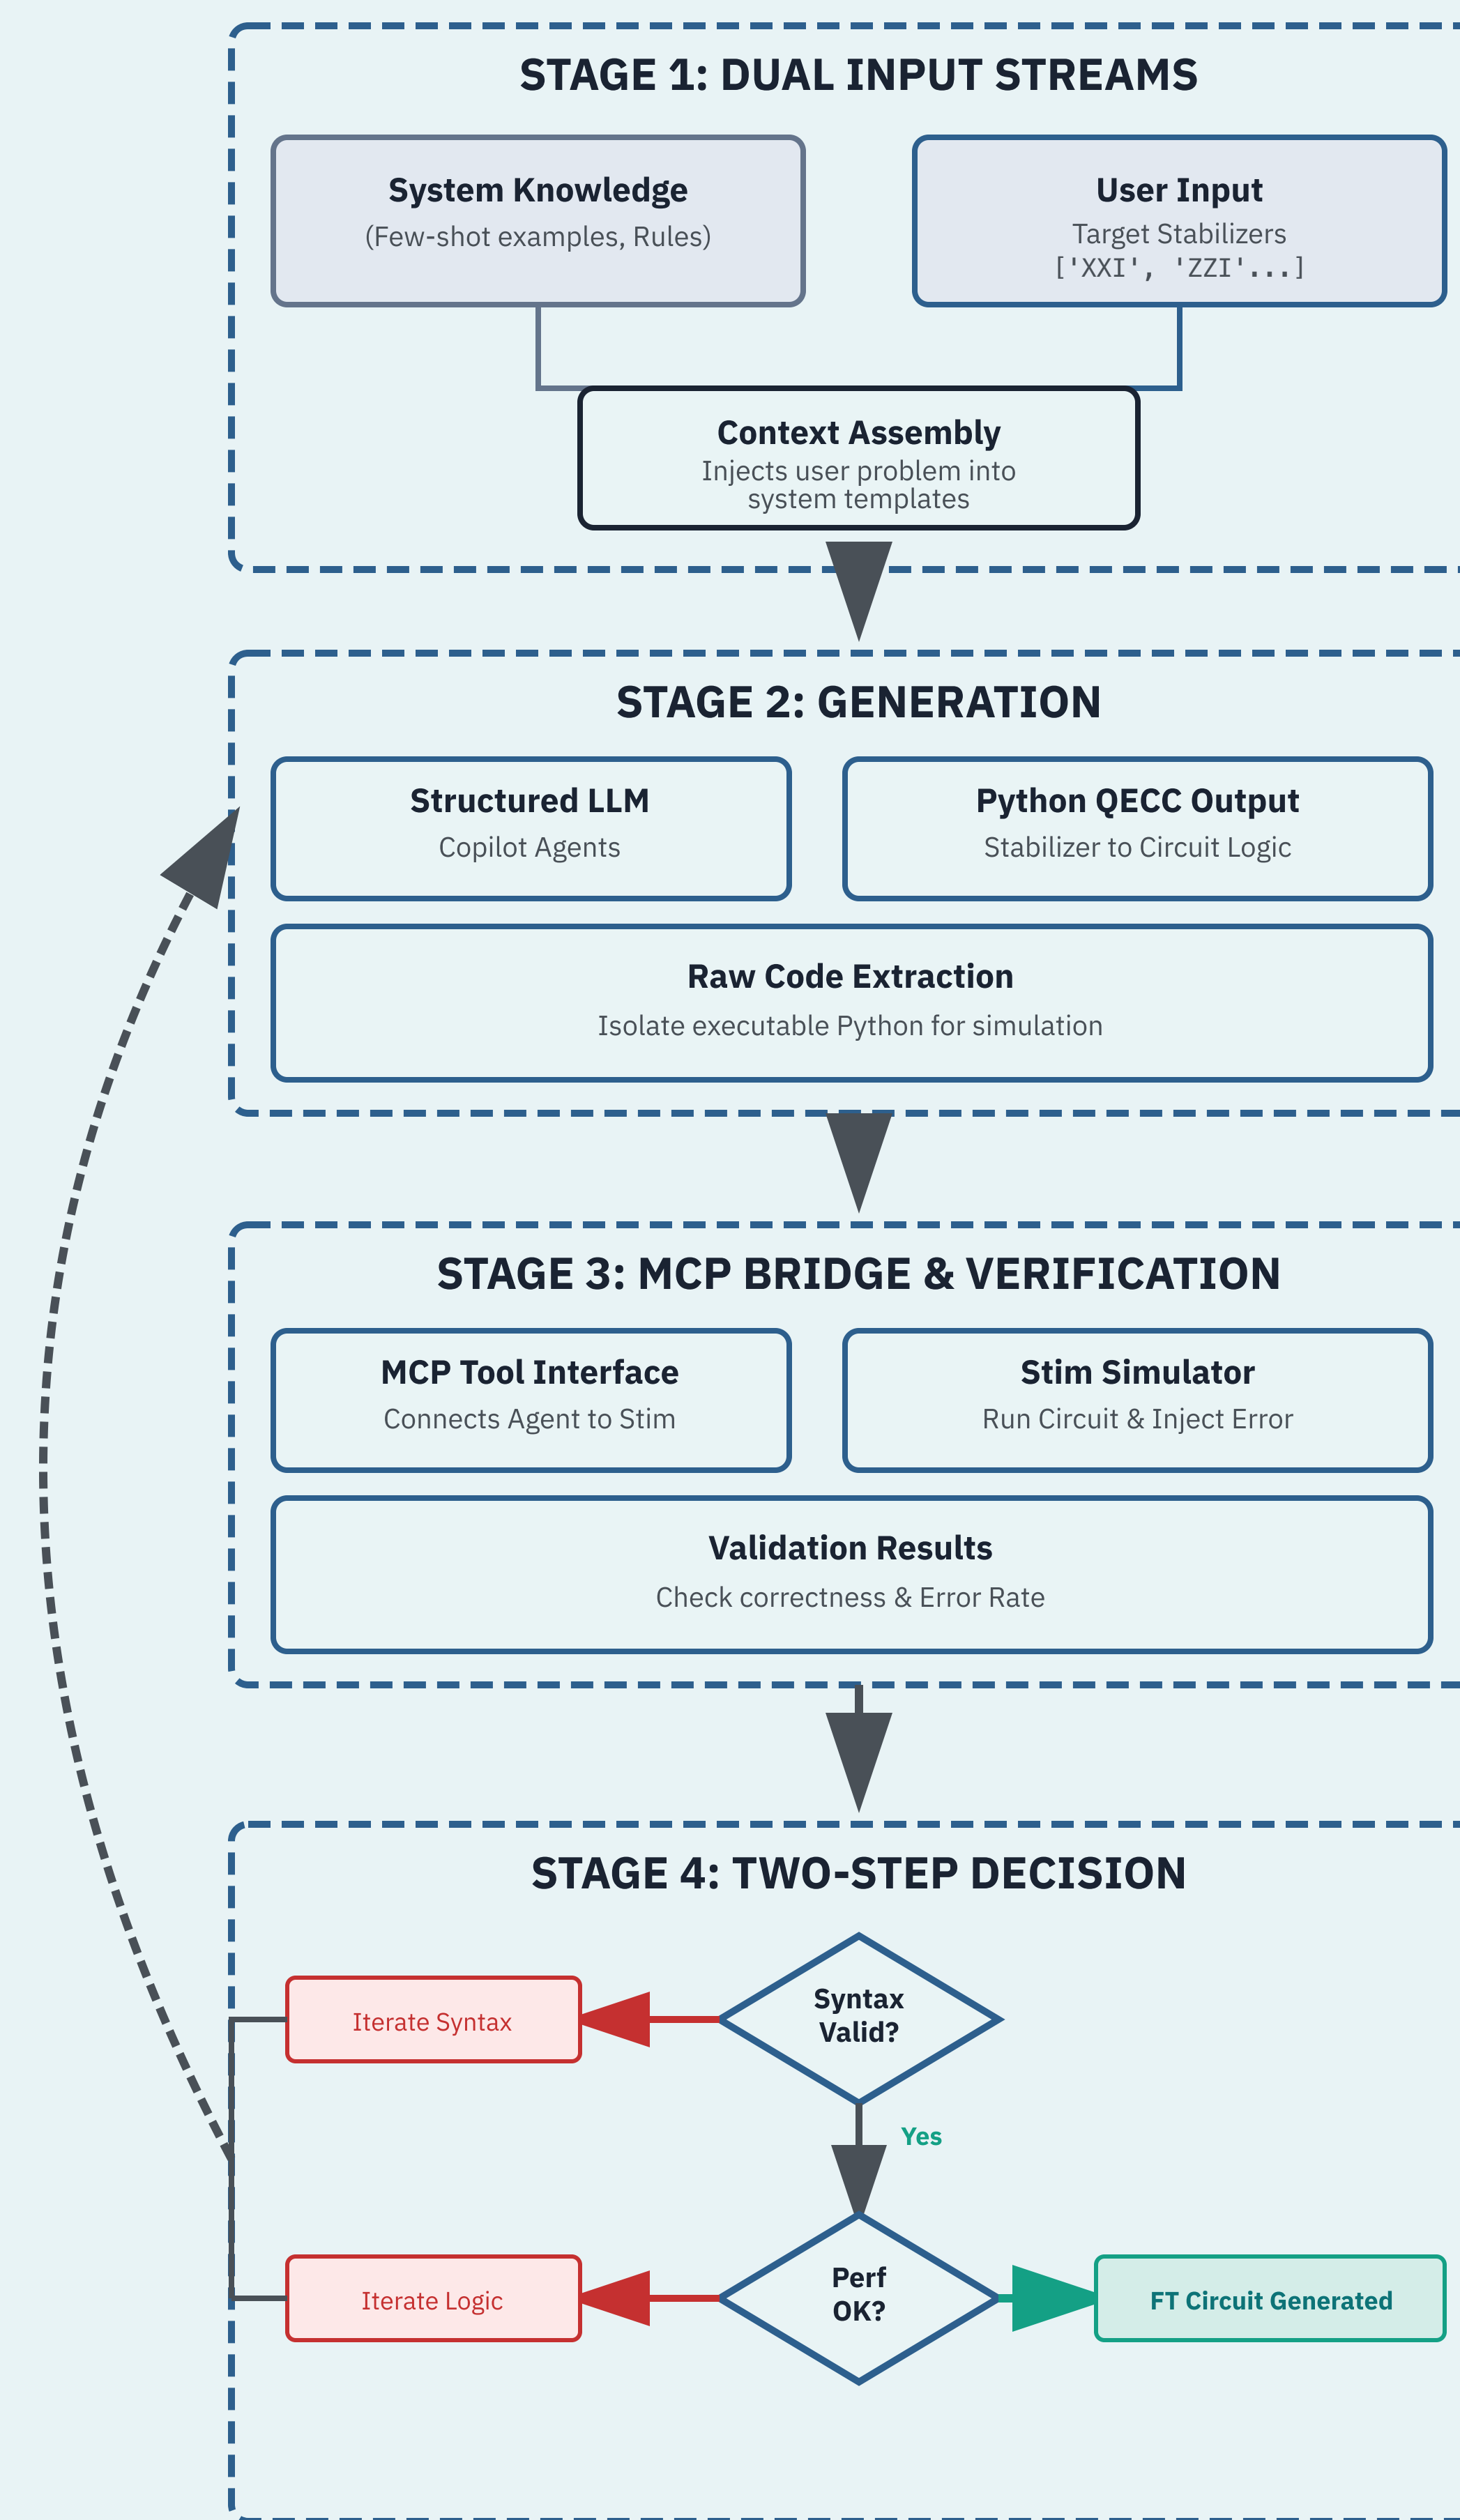 STAGE 1: DUAL INPUT STREAMS
System Knowledge
(Few-shot examples, Rules)
User Input
Target Stabilizers
['XXI', 'ZZI'...]
Context Assembly
Injects user problem into
system templates
STAGE 2: GENERATION
Structured LLM
Copilot Agents
Python QECC Output
Stabilizer to Circuit Logic
Raw Code Extraction
Isolate executable Python for simulation
STAGE 3: MCP BRIDGE & VERIFICATION
MCP Tool Interface
Connects Agent to Stim
Stim Simulator
Run Circuit & Inject Error
Validation Results
Check correctness & Error Rate
STAGE 4: TWO-STEP DECISION
Iterate Syntax
Syntax
Valid?
Yes
Iterate Logic
Perf
OK?
FT Circuit Generated